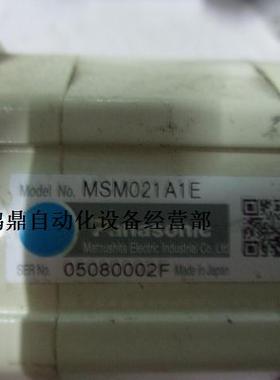 Model No. MSM021A1E
鼎自动化设备经营部
Panasonic
Matsushita Electric Industrial Co., Ltd.
SER No. 05080002F Made in Japan